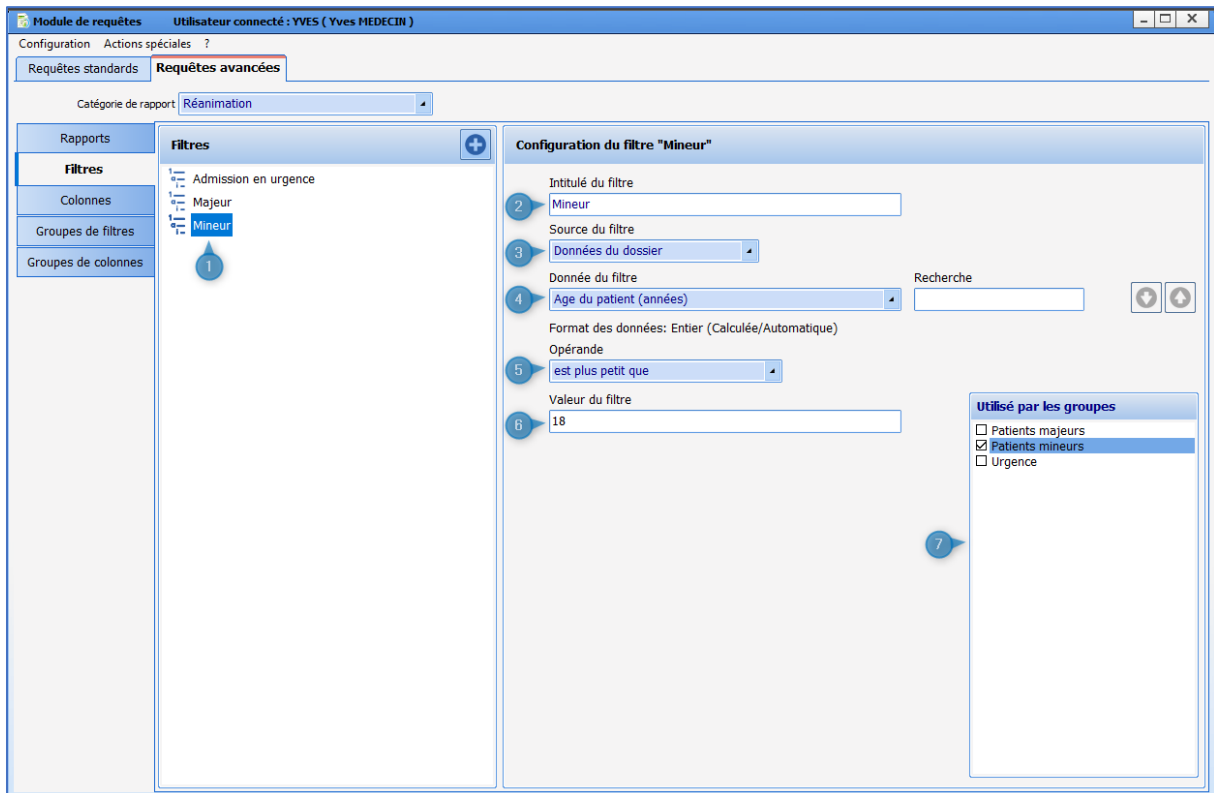 Module de requêtes Utilisateur connecté : YVES ( Yves MEDECIN )
Configuration Actions spéciales ?
Requêtes standards Requêtes avancées
Catégorie de rapport Réanimation
Rapports
Filtres
Colonnes
Groupes de filtres
Groupes de colonnes
Filtres
Admission en urgence
Majeur
Mineur
1
Configuration du filtre "Mineur"
Intitulé du filtre
2 Mineur
Source du filtre
3 Données du dossier
Donnée du filtre Recherche
4 Age du patient (années)
Format des données: Entier (Calculée/Automatique)
Opérande
5 est plus petit que
Valeur du filtre
6 18
Utilisé par les groupes
Patients majeurs
Patients mineurs
Urgence
7